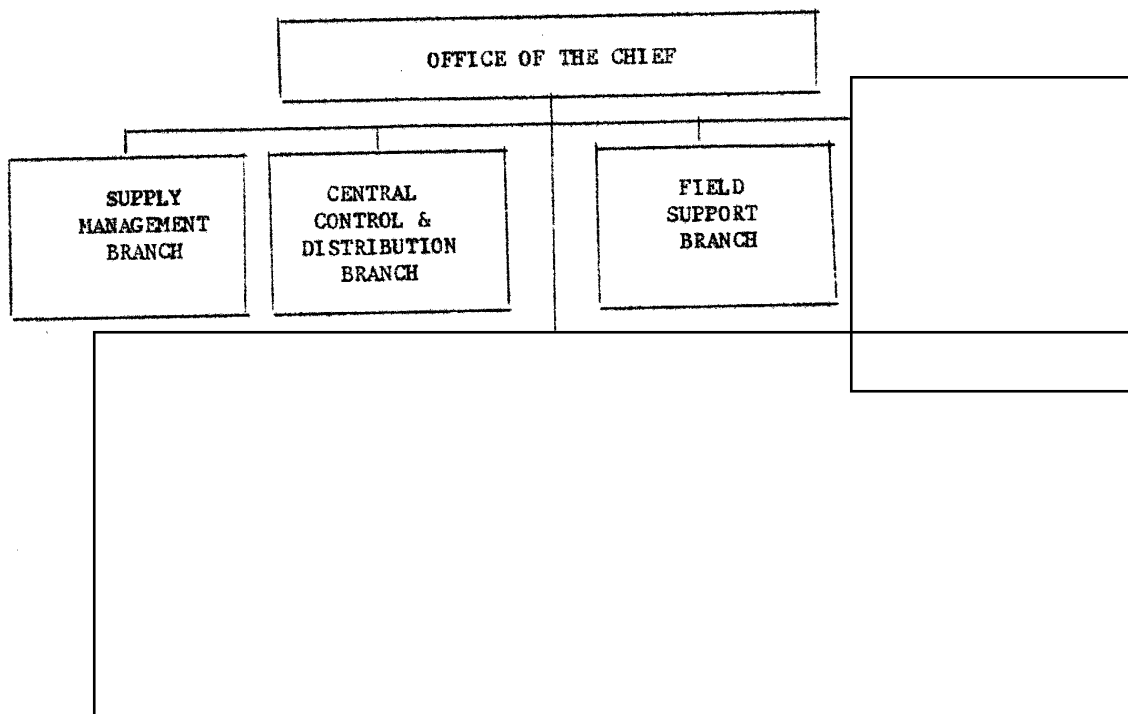 OFFICE OF THE CHIEF
SUPPLY
MANAGEMENT
BRANCH
CENTRAL
CONTROL &
DISTRIBUTION
BRANCH
FIELD
SUPPORT
BRANCH